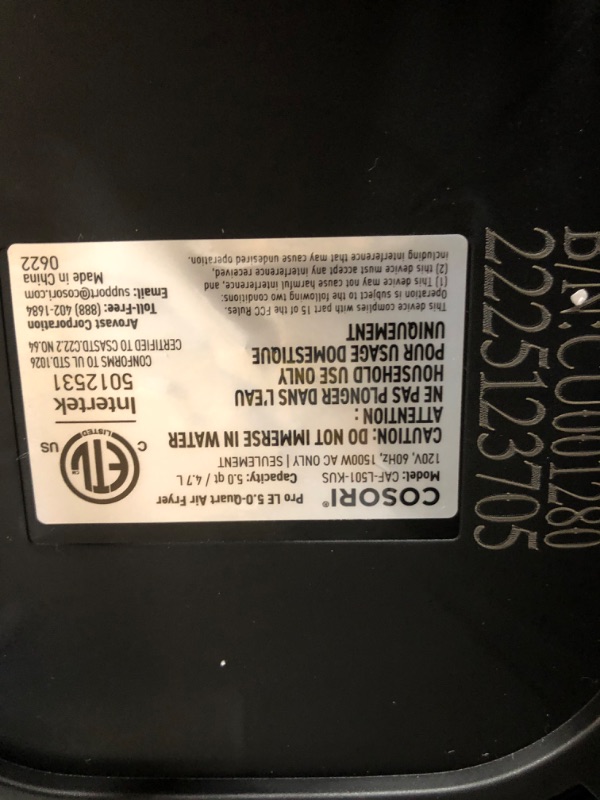 COSORI® Pro LE 5.0-Quart Air Fryer
Model: CAF-L501-KUS Capacity: 5.0 qt / 4.7 L
120V, 60Hz, 1500W AC ONLY | SEULEMENT
CAUTION: DO NOT IMMERSE IN WATER
ATTENTION :
NE PAS PLONGER DANS L'EAU
HOUSEHOLD USE ONLY
POUR USAGE DOMESTIQUE
UNIQUEMENT
This device complies with part 15 of the FCC Rules.
Operation is subject to the following two conditions:
(1) This device may not cause harmful interference, and
(2) this device must accept any interference received,
including interference that may cause undesired operation.
C ETL US
LISTED
Intertek
5012531
CONFORMS TO UL STD.1026
CERTIFIED TO CSASTD.C22.2 NO.64
Arovast Corporation
Toll-Free: (888) 402-1684
Email: support@cosori.com
Made in China
0622
B/N:C0001280
2225123705